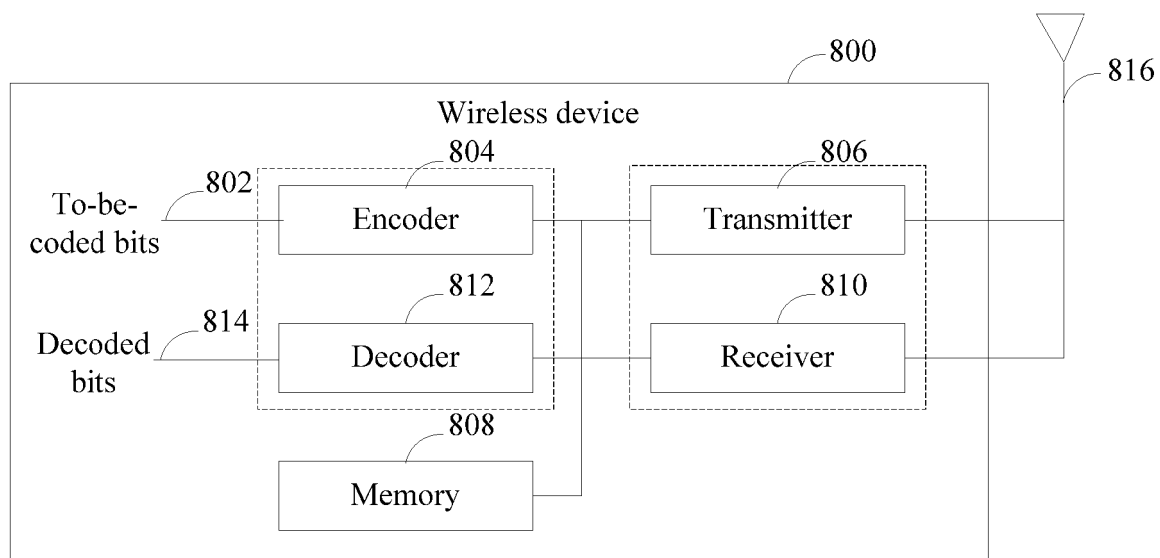 800
816
Wireless device
804
806
802
To-be-
coded bits
Encoder
Transmitter
812
810
814
Decoded
bits
Decoder
Receiver
808
Memory